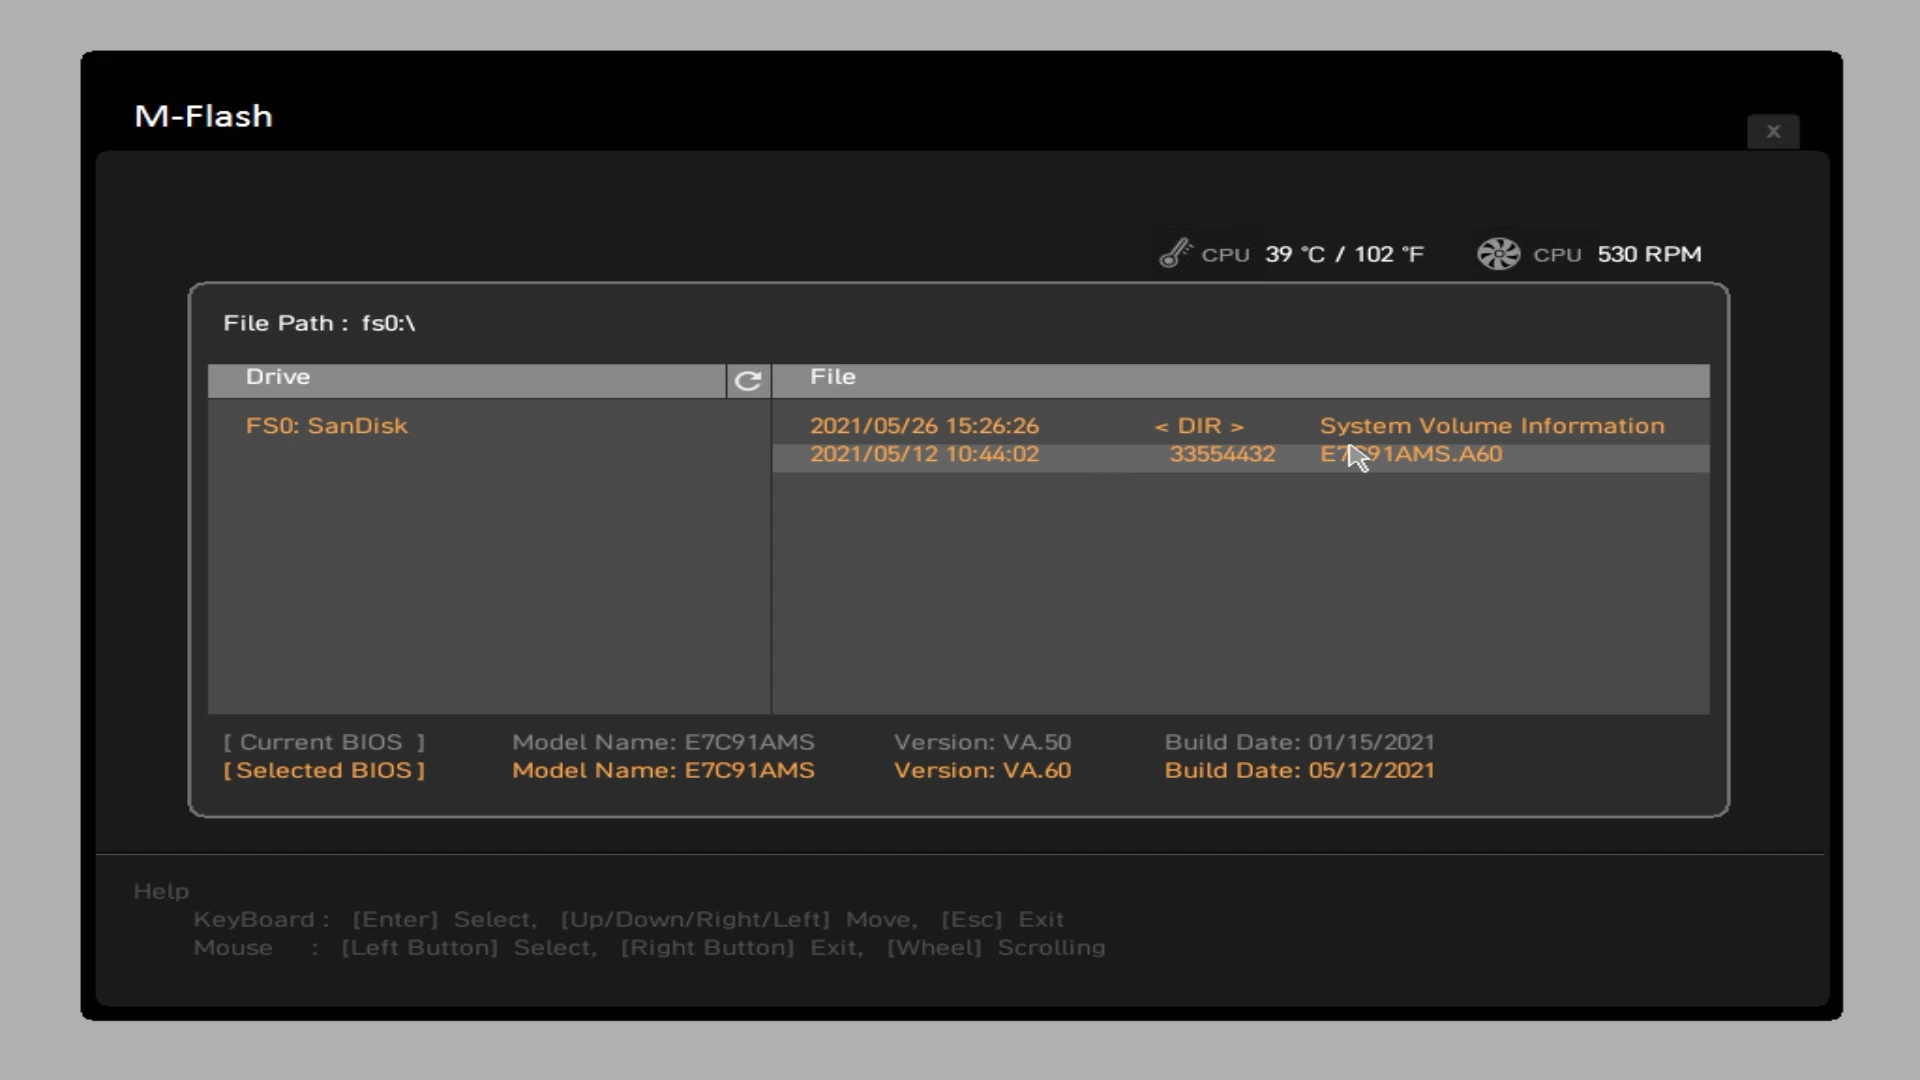 M-Flash
X
CPU 39 °C / 102 °F CPU 530 RPM
File Path : fs0:\
Drive File
FS0: SanDisk 2021/05/26 15:26:26 < DIR > System Volume Information
2021/05/12 10:44:02 33554432 E7C91AMS.A60
[ Current BIOS ] Model Name: E7C91AMS Version: VA.50 Build Date: 01/15/2021
[Selected BIOS] Model Name: E7C91AMS Version: VA.60 Build Date: 05/12/2021
Help
KeyBoard : [Enter] Select, [Up/Down/Right/Left] Move, [Esc] Exit
Mouse : [Left Button] Select, [Right Button] Exit, [Wheel] Scrolling